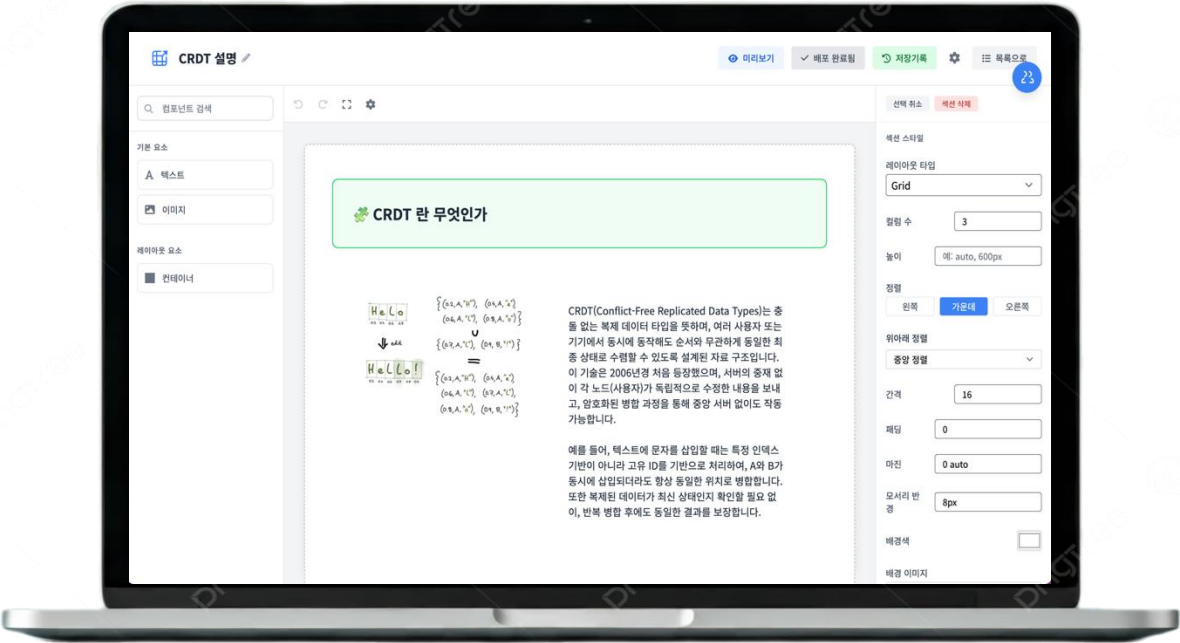 CRDT 설명
미리보기
배포 완료됨
저장기록
목록으로
컴포넌트 검색
기본 요소
A 텍스트
이미지
레이아웃 요소
컨테이너
CRDT 란 무엇인가
HeLo
HeLLo!
CRDT(Conflict-Free Replicated Data Types)는 충
돌 없는 복제 데이터 타입을 뜻하며, 여러 사용자 또는
기기에서 동시에 동작해도 순서와 무관하게 동일한 최
종 상태로 수렴할 수 있도록 설계된 자료 구조입니다.
이 기술은 2006년경 처음 등장했으며, 서버의 중재 없
이 각 노드(사용자)가 독립적으로 수정한 내용을 보내
고, 암호화된 병합 과정을 통해 중앙 서버 없이도 작동
가능합니다.
예를 들어, 텍스트에 문자를 삽입할 때는 특정 인덱스
기반이 아니라 고유 ID를 기반으로 처리하여, A와 B가
동시에 삽입되더라도 항상 동일한 위치로 병합합니다.
또한 복제된 데이터가 최신 상태인지 확인할 필요 없
이, 반복 병합 후에도 동일한 결과를 보장합니다.
선택 취소
섹션 삭제
섹션 스타일
레이아웃 타입
Grid
컬럼 수
3
높이
예: auto, 600px
정렬
왼쪽
가운데
오른쪽
위아래 정렬
중앙 정렬
간격
16
패딩
0
마진
0 auto
모서리 반
경
8px
배경색
배경 이미지